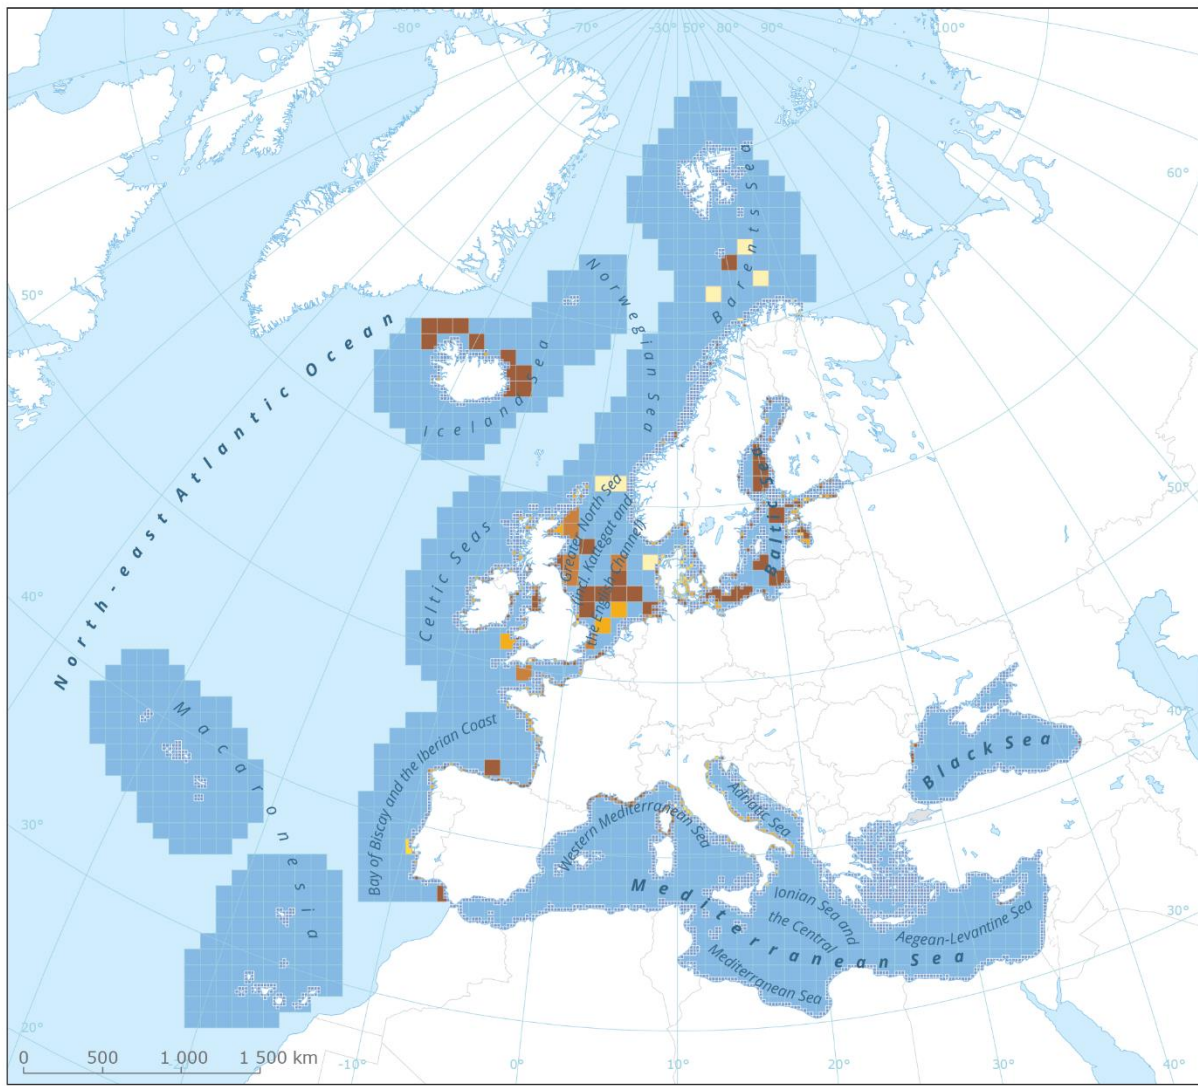 -80°
-70°
-30°
50°
80°
90°
100°
60°
50°
50°
40°
40°
30°
30°
20°
-20°
-10°
0°
10°
20°
30°
40°
North-east Atlantic Ocean
Barents Sea
Norwegian Sea
Iceland Sea
Celtic Seas
Greater North Sea
(incl. Kattegat and
the English Channel)
Baltic Sea
Macaronesia
Bay of Biscay and the Iberian Coast
Black Sea
Adriatic Sea
Western Mediterranean Sea
Mediterranean Sea
Ionian Sea and
the Central
Mediterranean Sea
Aegean-Levantine Sea
0 500 1 000 1 500 km